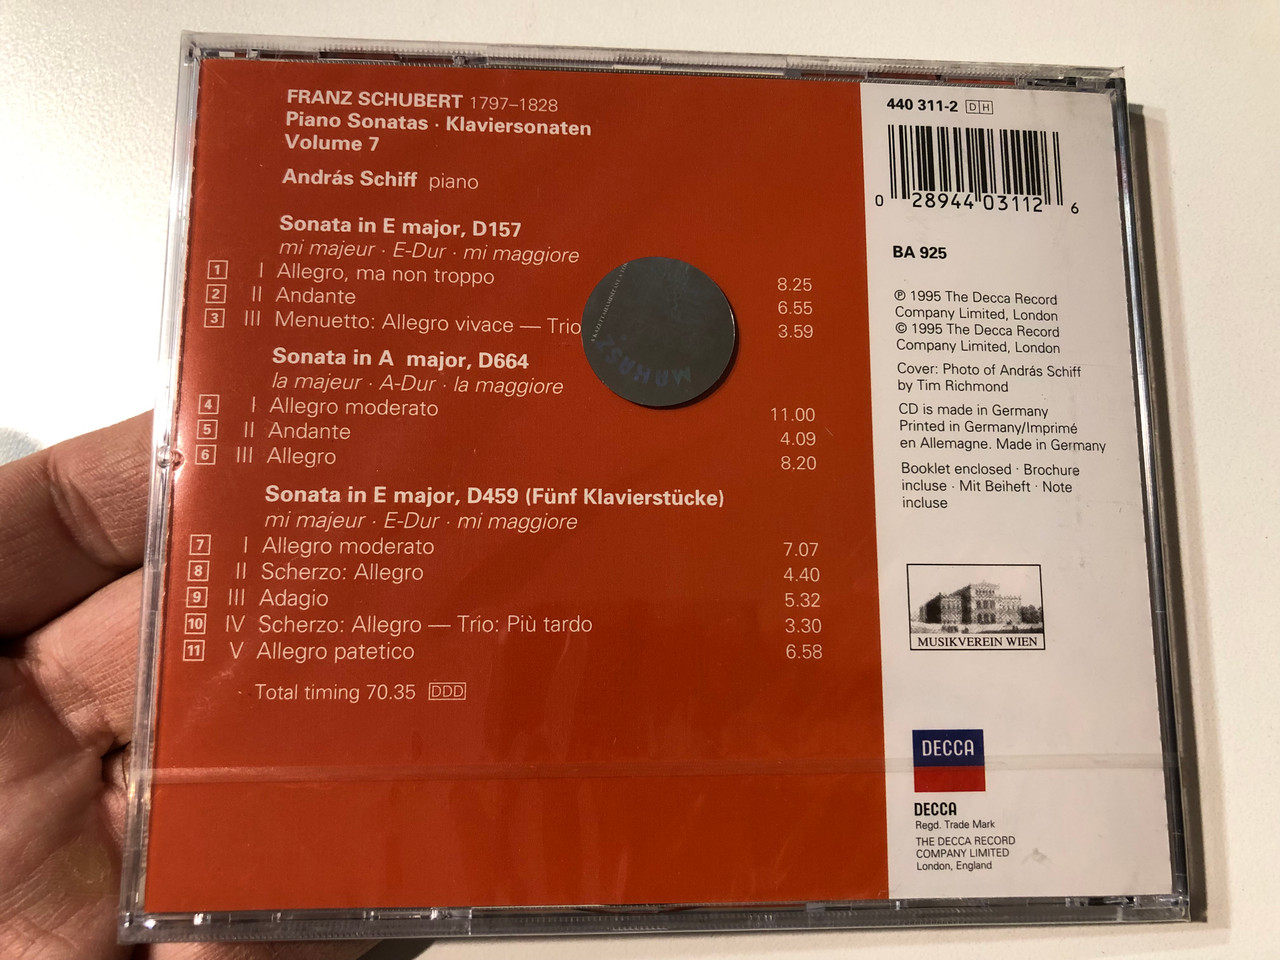 FRANZ SCHUBERT 1797–1828
Piano Sonatas · Klaviersonaten
Volume 7
András Schiff piano
Sonata in E major, D157
mi majeur · E-Dur · mi maggiore
1 I Allegro, ma non troppo 8.25
2 II Andante 6.55
3 III Menuetto: Allegro vivace — Trio 3.59
Sonata in A major, D664
la majeur · A-Dur · la maggiore
4 I Allegro moderato 11.00
5 II Andante 4.09
6 III Allegro 8.20
Sonata in E major, D459 (Fünf Klavierstücke)
mi majeur · E-Dur · mi maggiore
7 I Allegro moderato 7.07
8 II Scherzo: Allegro 4.40
9 III Adagio 5.32
10 IV Scherzo: Allegro — Trio: Più tardo 3.30
11 V Allegro patetico 6.58
Total timing 70.35 DDD
440 311-2 DH
0 28944 03112 6
BA 925
℗ 1995 The Decca Record
Company Limited, London
© 1995 The Decca Record
Company Limited, London
Cover: Photo of András Schiff
by Tim Richmond
CD is made in Germany
Printed in Germany/Imprimé
en Allemagne. Made in Germany
Booklet enclosed · Brochure
incluse · Mit Beiheft · Note
incluse
MUSIKVEREIN WIEN
DECCA
DECCA
Regd. Trade Mark
THE DECCA RECORD
COMPANY LIMITED
London, England